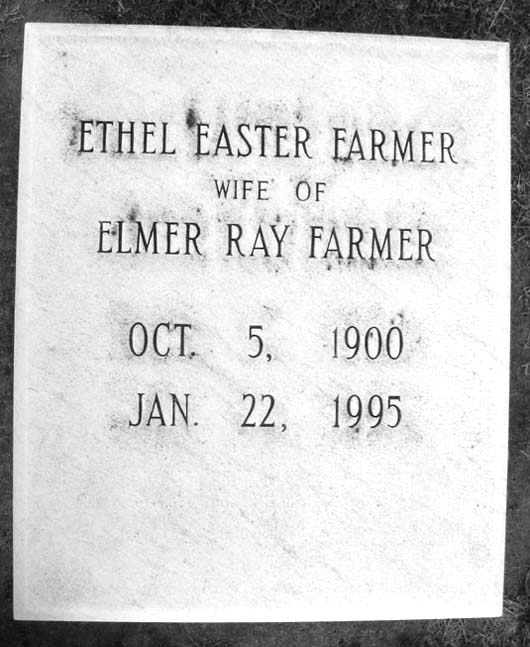 ETHEL EASTER FARMER
WIFE OF
ELMER RAY FARMER
OCT. 5, 1900
JAN. 22, 1995